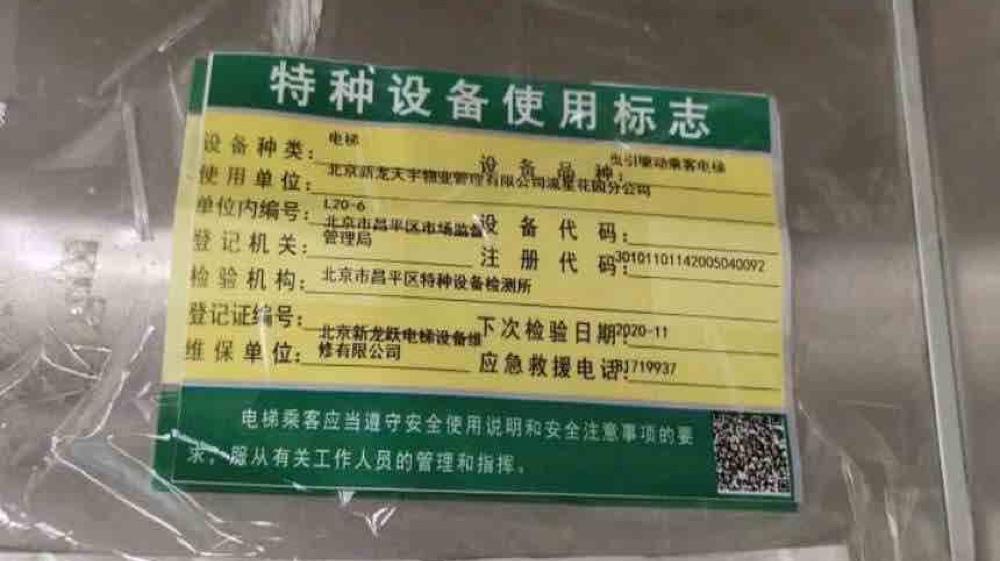 特种设备使用标志
设备种类：电梯 设备品种：曳引驱动乘客电梯
使用单位：北京新龙天宇物业管理有限公司流星花园分公司
单位内编号：L20-6 设备代码：
登记机关：北京市昌平区市场监督管理局 注册代码：30101101142005040092
检验机构：北京市昌平区特种设备检测所
登记证编号： 下次检验日期：2020-11
维保单位：北京新龙跃电梯设备维修有限公司 应急救援电话：81719937
电梯乘客应当遵守安全使用说明和安全注意事项的要
求，服从有关工作人员的管理和指挥。